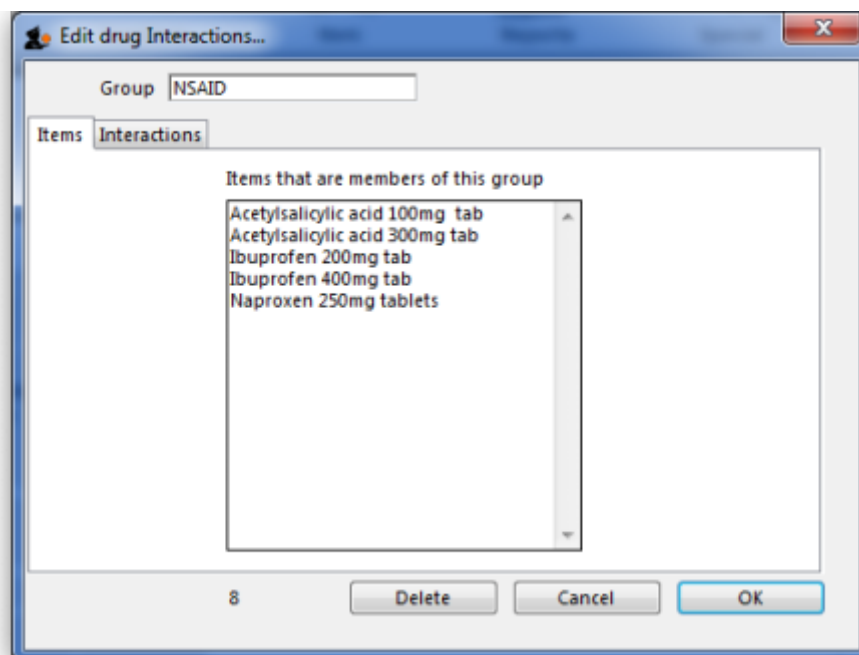 Edit drug Interactions...
Group NSAID
Items Interactions
Items that are members of this group
Acetylsalicylic acid 100mg  tab
Acetylsalicylic acid 300mg tab
Ibuprofen 200mg tab
Ibuprofen 400mg tab
Naproxen 250mg tablets
8 Delete Cancel OK